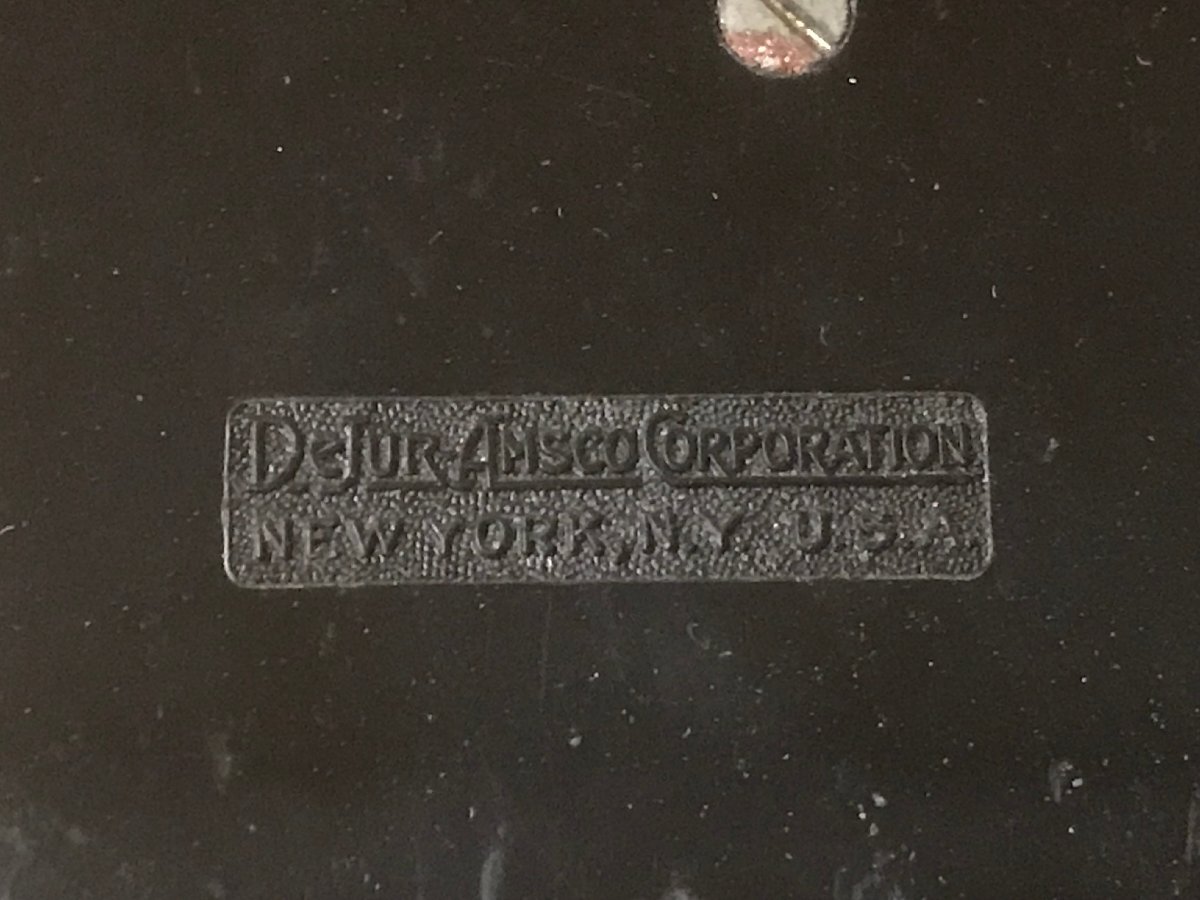 DeJUR-AMSCO CORPORATION
NEW YORK, N.Y U.S.A.